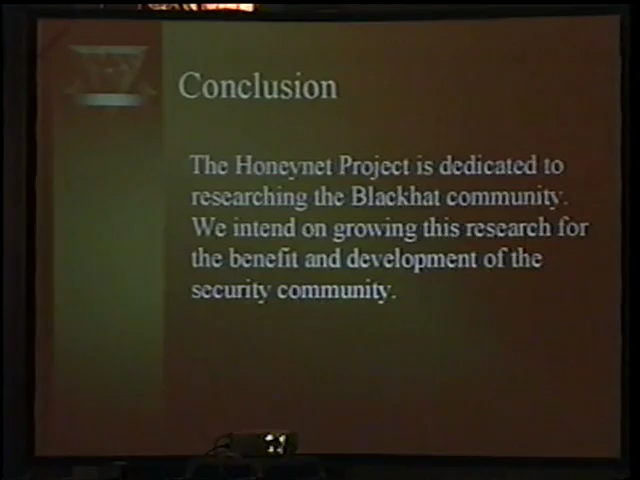 Conclusion
The Honeynet Project is dedicated to
researching the Blackhat community.
We intend on growing this research for
the benefit and development of the
security community.